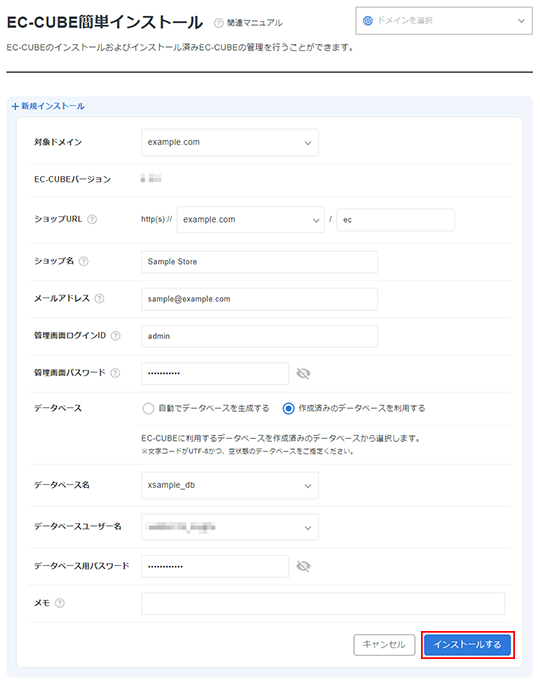 EC-CUBE簡単インストール ? 関連マニュアル
ドメインを選択
EC-CUBEのインストールおよびインストール済みEC-CUBEの管理を行うことができます。
+新規インストール
対象ドメイン example.com
EC-CUBEバージョン
ショップURL ? http(s):// example.com / ec
ショップ名 ? Sample Store
メールアドレス ? sample@example.com
管理画面ログインID ? admin
管理画面パスワード ? •••••••••••
データベース 自動でデータベースを生成する 作成済みのデータベースを利用する
EC-CUBEに利用するデータベースを作成済みのデータベースから選択します。
※文字コードがUTF-8かつ、空状態のデータベースをご指定ください。
データベース名 xsample_db
データベースユーザー名
データベース用パスワード ••••••••••••
メモ ?
キャンセル インストールする